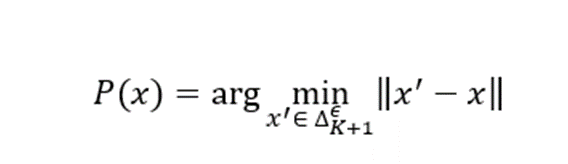 P(x) = arg min_{x'∈ Δ^ϵ_{K+1}} ‖x' − x‖